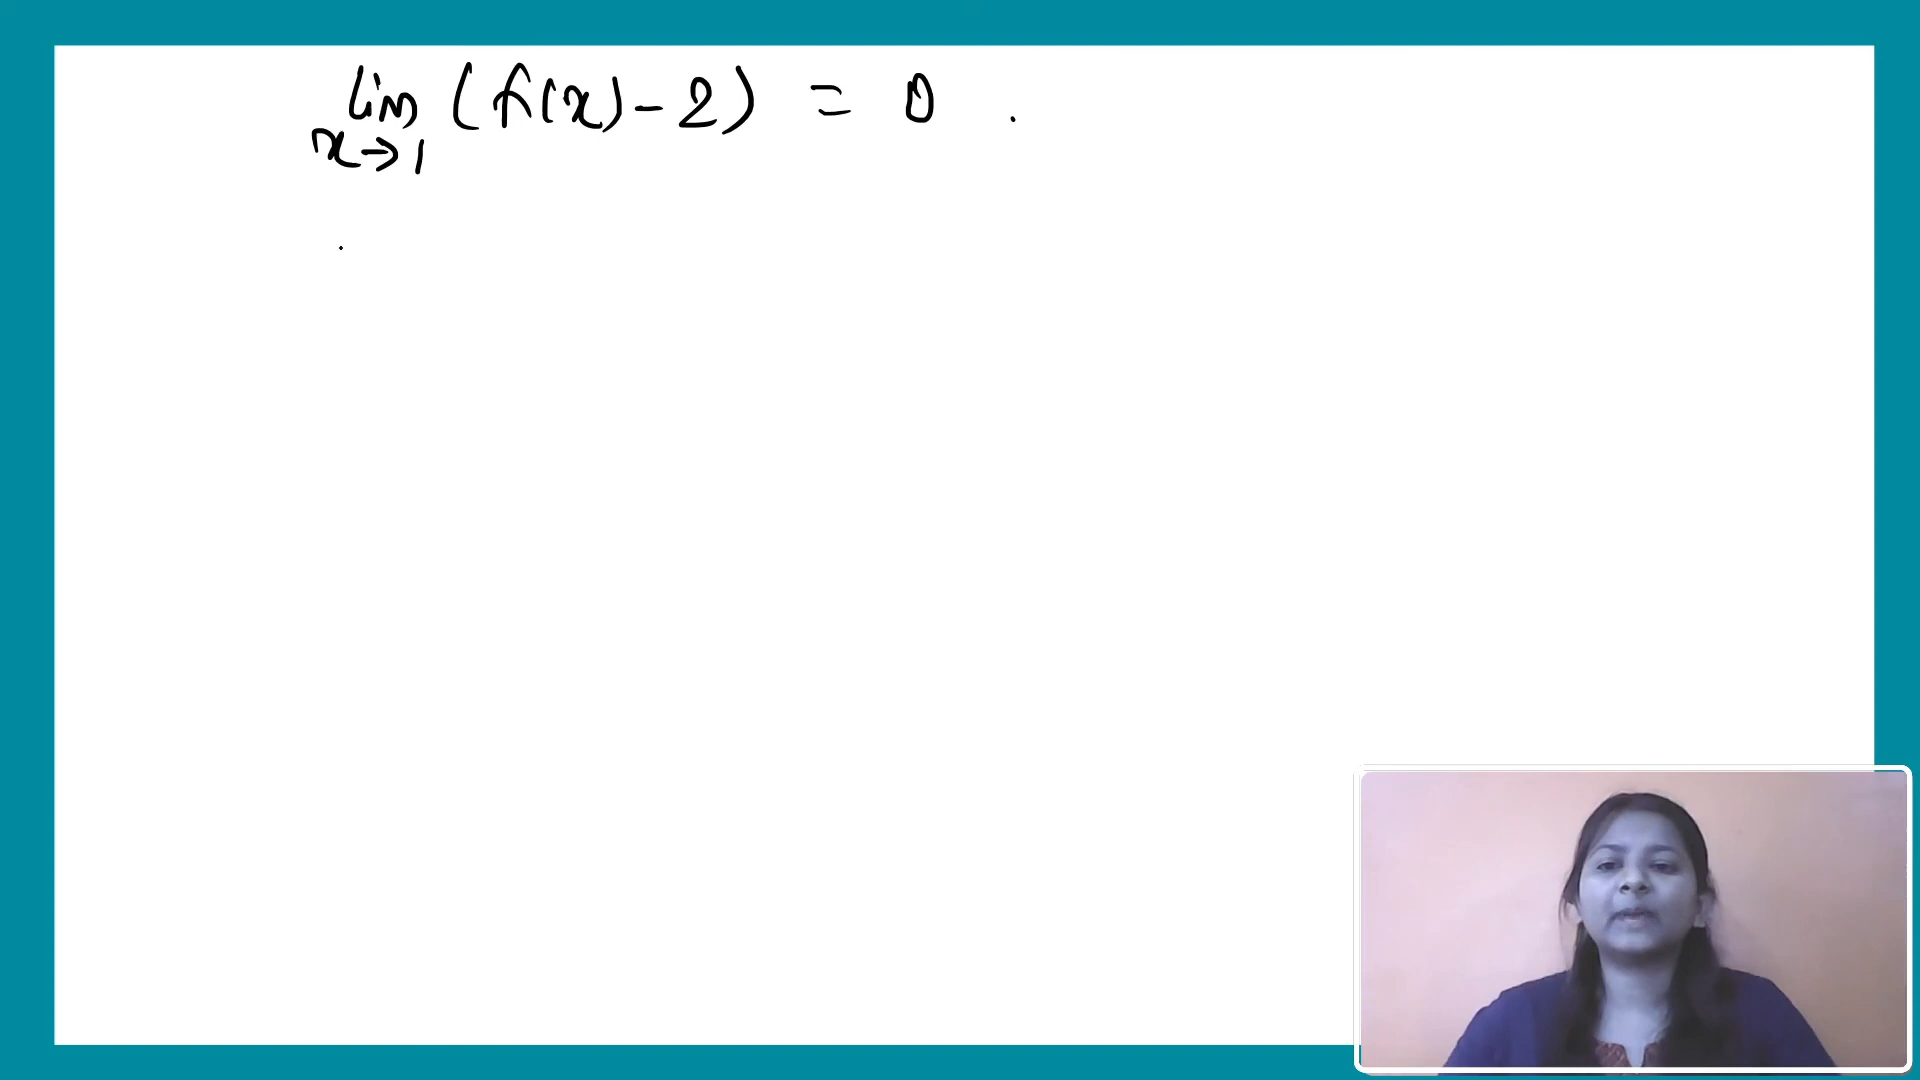 lim (f(x) - 2) = 0 .
x→1